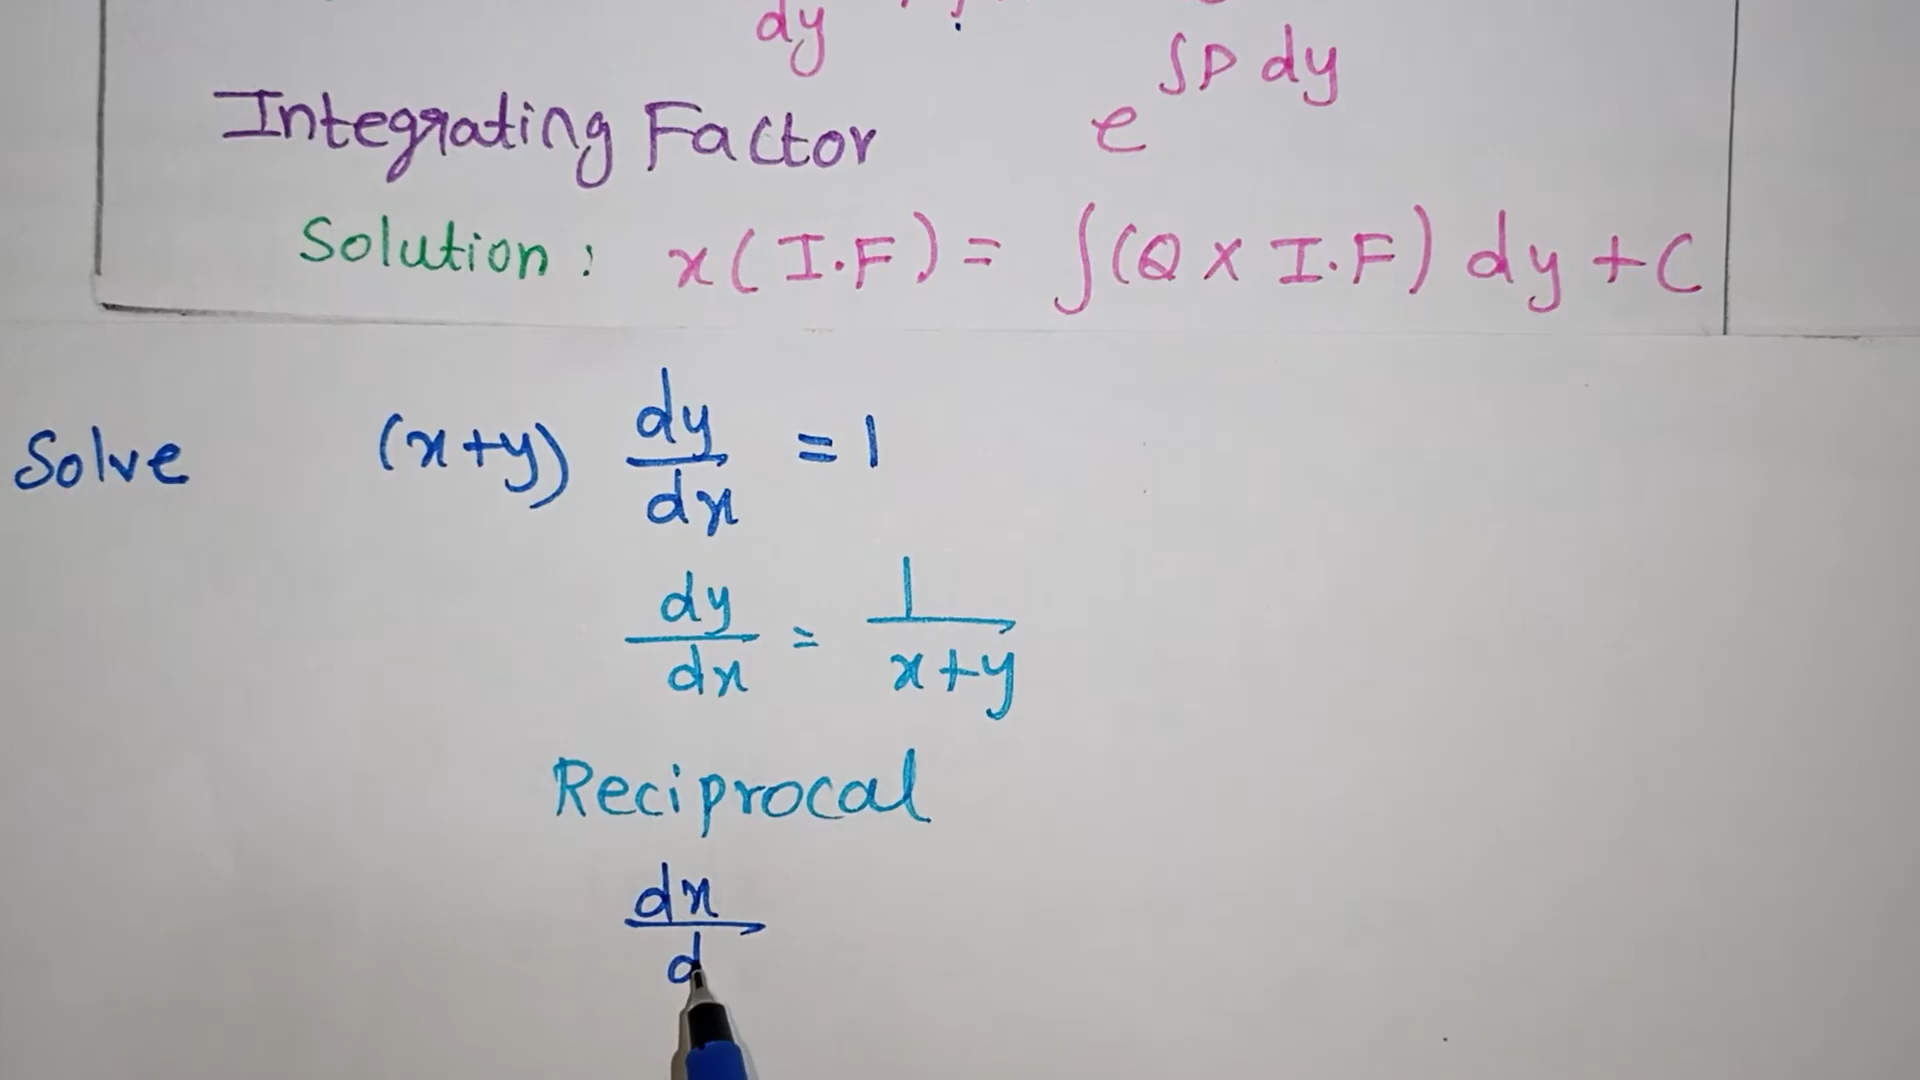 dy
e^∫P dy
Integrating Factor
Solution : x(I.F) = ∫(Q × I.F) dy + C
Solve (x+y) dy/dx = 1
dy/dx = 1/x+y
Reciprocal
dx/d